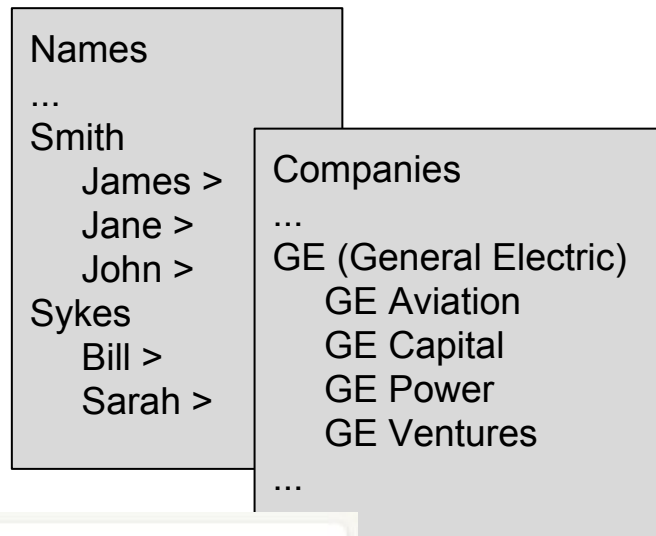 Names
...
Smith
James >
Jane >
John >
Sykes
Bill >
Sarah >
Companies
...
GE (General Electric)
GE Aviation
GE Capital
GE Power
GE Ventures
...